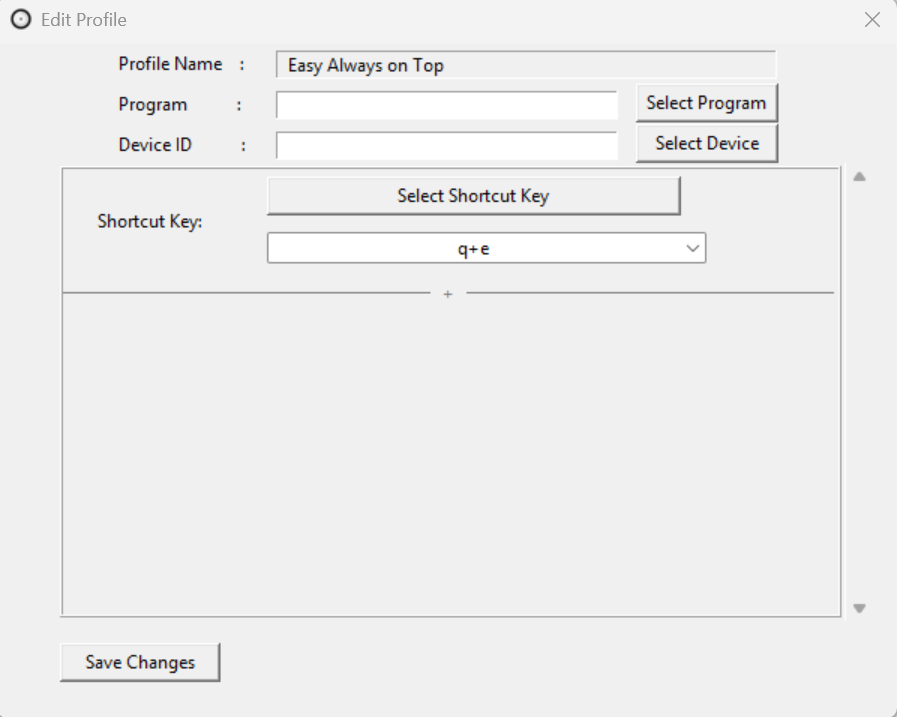 Edit Profile
Profile Name :
Easy Always on Top
Program :
Select Program
Device ID :
Select Device
Select Shortcut Key
Shortcut Key:
q+e
+
Save Changes